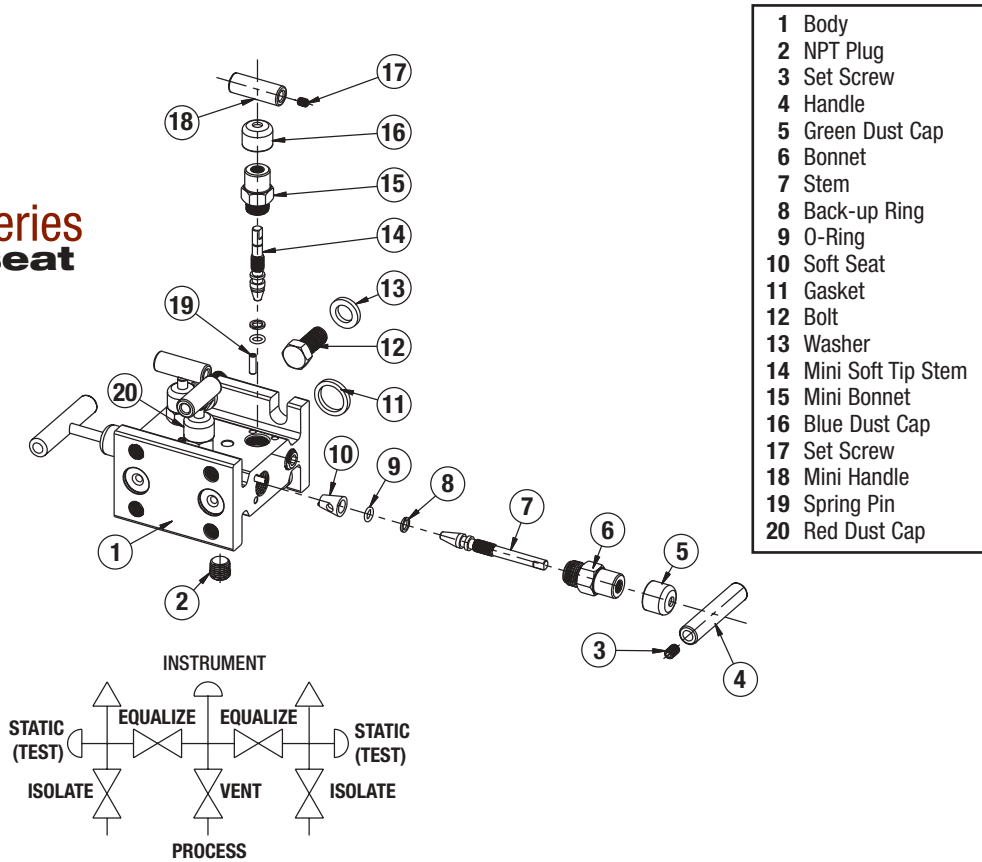 eries
seat
17
18
16
15
14
13
19
12
20
11
10
9
8
7
6
5
1
2
3
4
1 Body
2 NPT Plug
3 Set Screw
4 Handle
5 Green Dust Cap
6 Bonnet
7 Stem
8 Back-up Ring
9 O-Ring
10 Soft Seat
11 Gasket
12 Bolt
13 Washer
14 Mini Soft Tip Stem
15 Mini Bonnet
16 Blue Dust Cap
17 Set Screw
18 Mini Handle
19 Spring Pin
20 Red Dust Cap
INSTRUMENT
EQUALIZE EQUALIZE
STATIC
(TEST)
STATIC
(TEST)
ISOLATE VENT ISOLATE
PROCESS